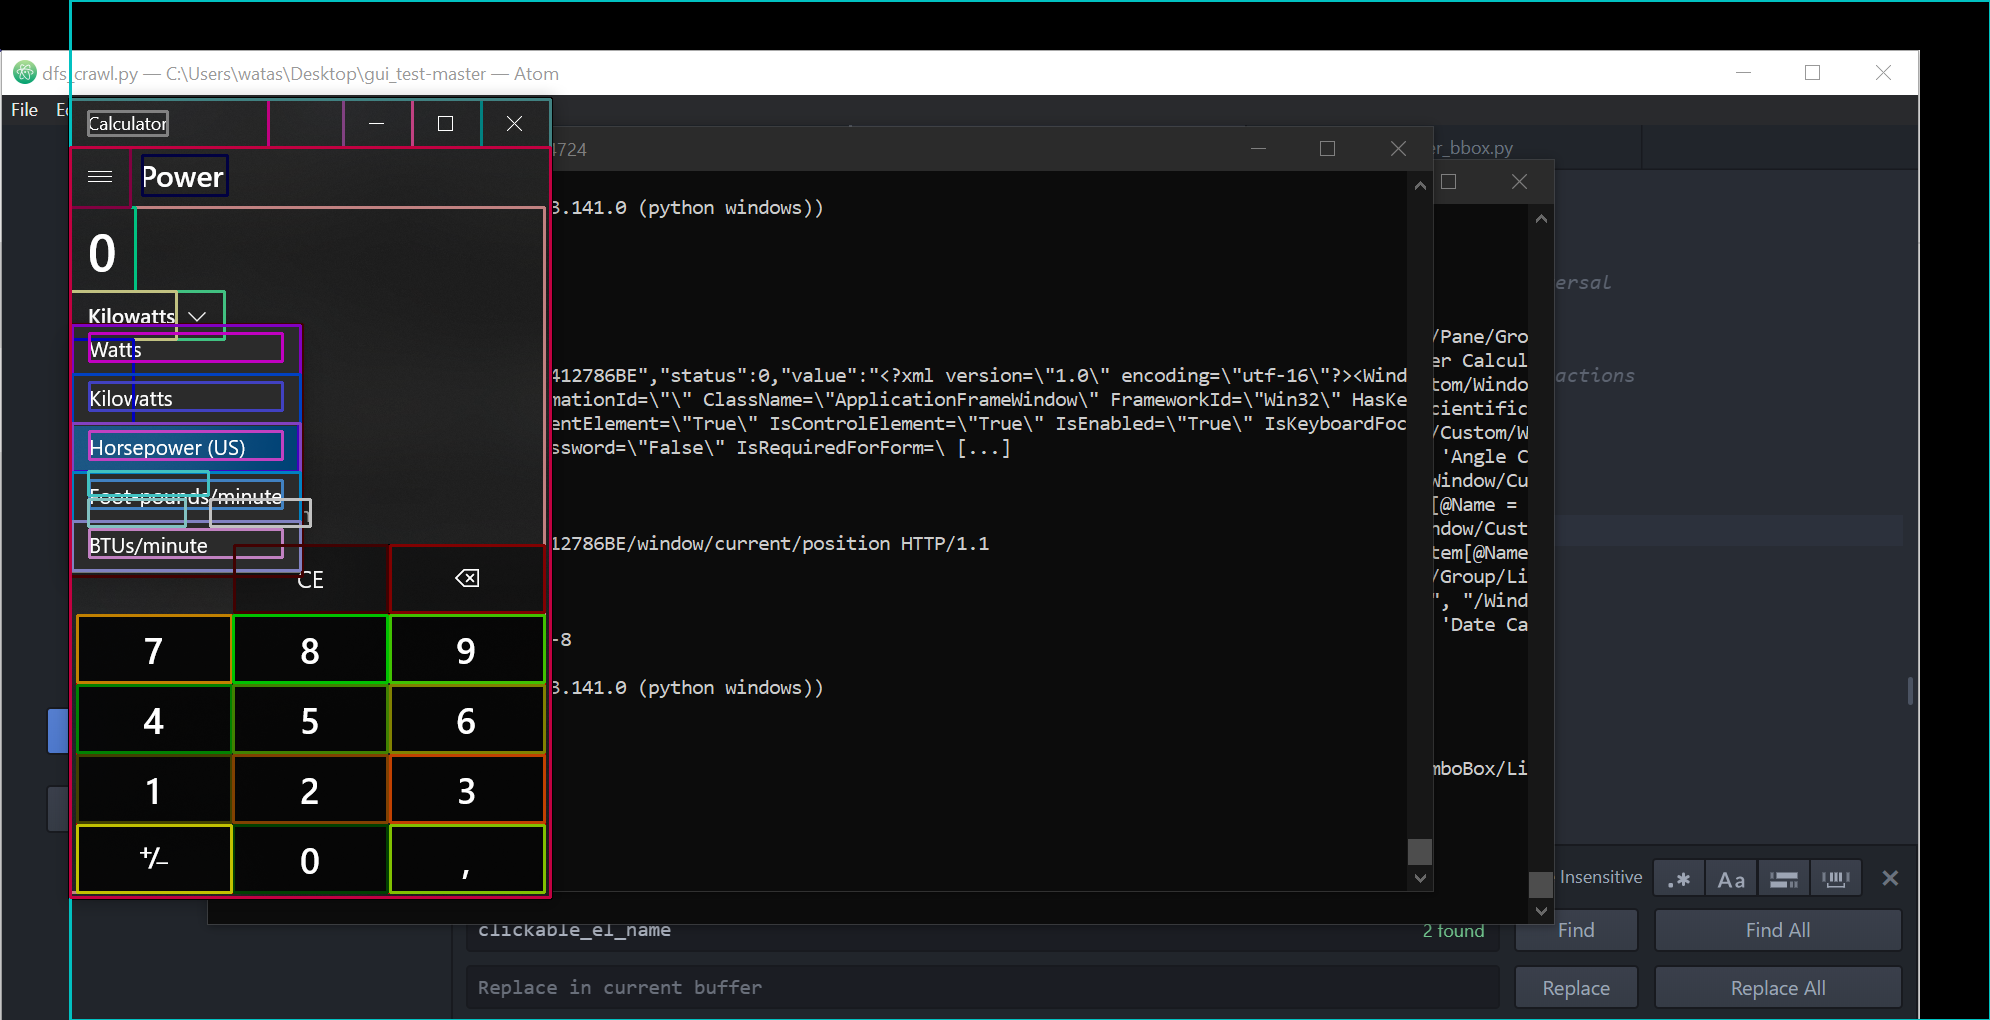 dfs_crawl.py — C:\Users\watas\Desktop\gui_test-master — Atom
File
Calculator
4724
er_bbox.py
Power
3.141.0 (python windows))
0
ersal
Kilowatts
/Pane/Gro
Watts
er Calcul
412786BE","status":0,"value":"<?xml version=\"1.0\" encoding=\"utf-16\"?><Wind
tom/Windo
actions
Kilowatts
mationId=\"\" ClassName=\"ApplicationFrameWindow\" FrameworkId=\"Win32\" HasKe
cientific
entElement=\"True\" IsControlElement=\"True\" IsEnabled=\"True\" IsKeyboardFoc
/Custom/W
Horsepower (US)
ssword=\"False\" IsRequiredForForm=\ [...]
'Angle C
Window/Cu
Foot-pounds/minute
[@Name =
ndow/Cust
BTUs/minute
12786BE/window/current/position HTTP/1.1
tem[@Name
CE
/Group/Li
", "/Wind
'Date Ca
7 8 9
-8
3.141.0 (python windows))
4 5 6
mboBox/Li
1 2 3
+/− 0 ,
Insensitive
.* Aa
clickable_el_name
2 found
Find
Find All
Replace in current buffer
Replace
Replace All